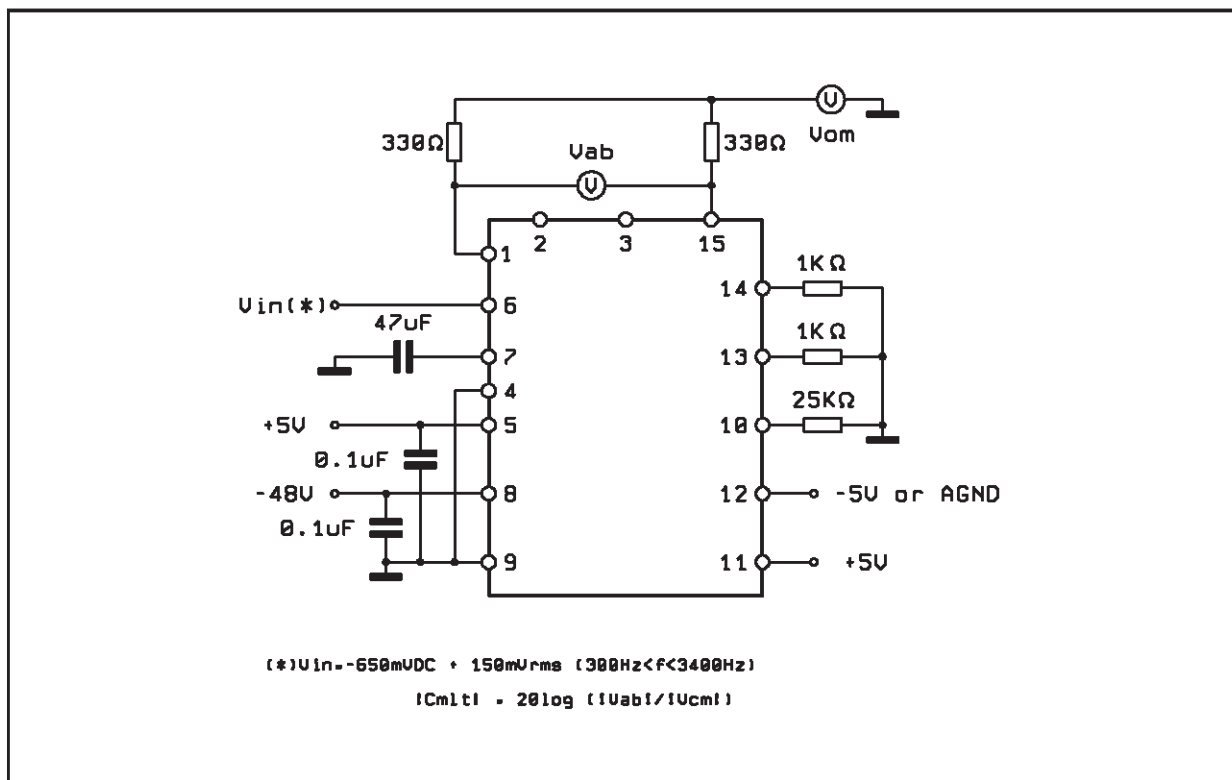 330Ω
Vab
330Ω
Vom
2
3
15
1
1KΩ
14
Vin(*)
6
47uF
1KΩ
7
13
4
25KΩ
+5V
5
10
0.1uF
-48V
8
12
-5V or AGND
0.1uF
9
11
+5V
(*)Vin=-650mVDC + 150mVrms (300Hz<f<3400Hz)
|Cmlt| = 20log (|Vab|/|Vcm|)